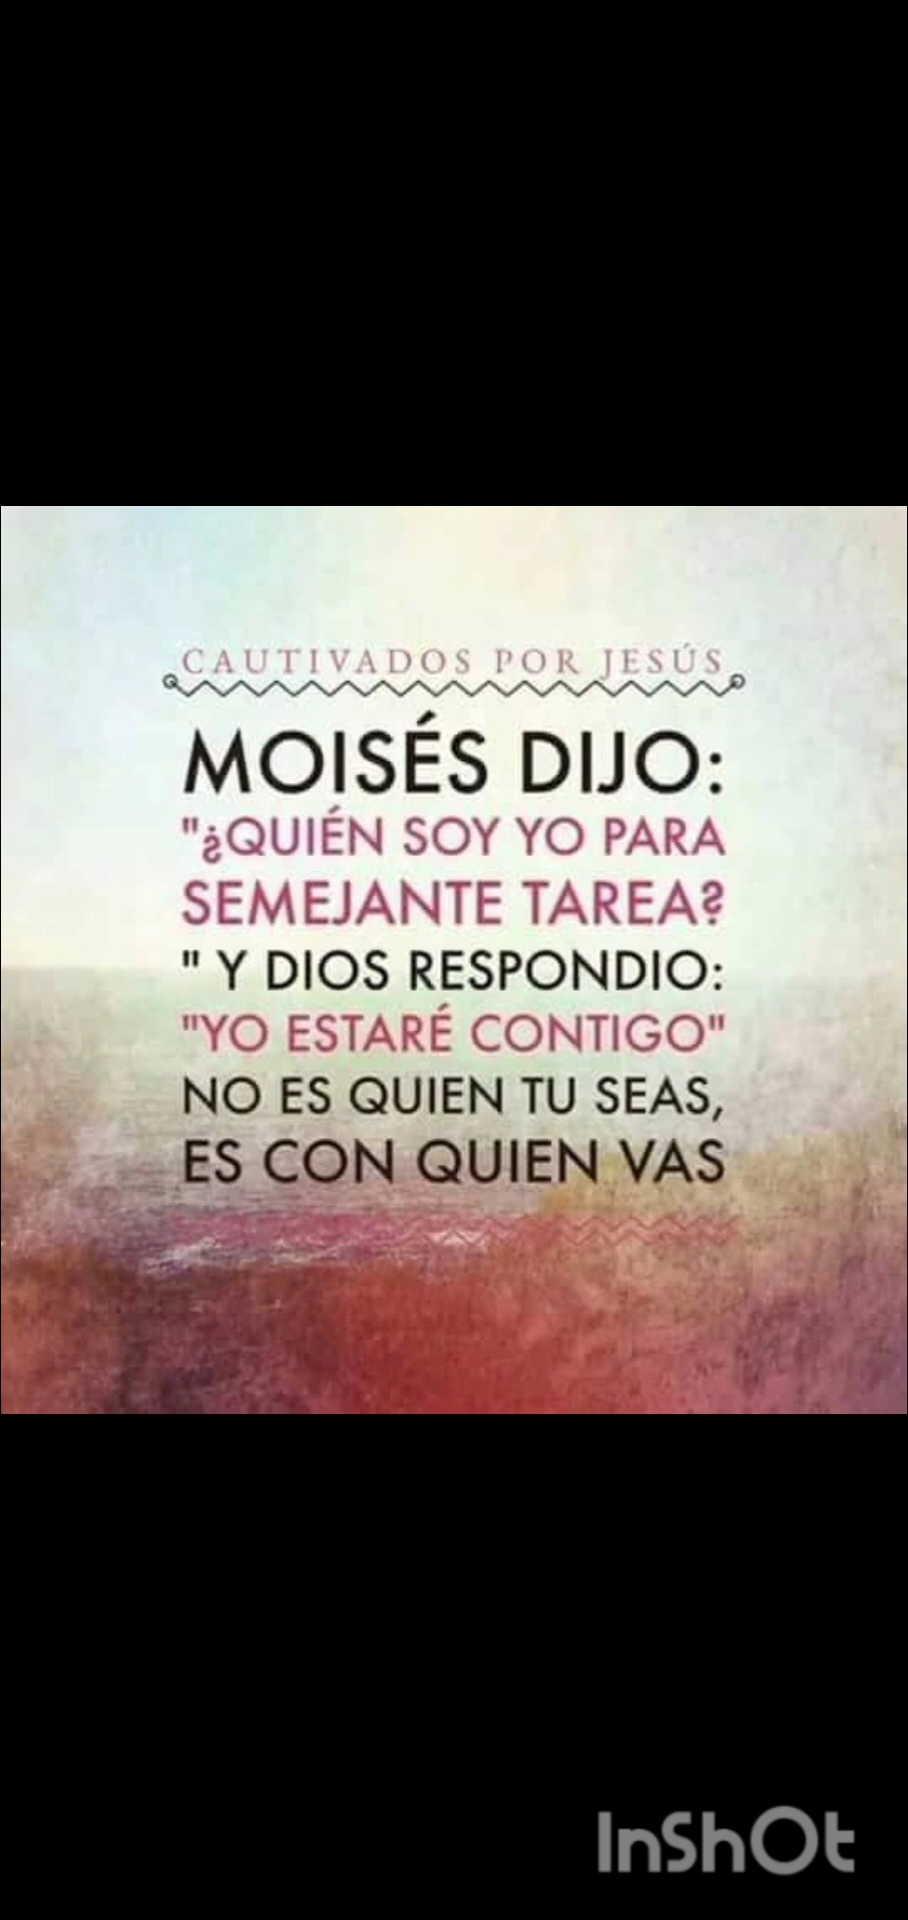 CAUTIVADOS POR JESÚS
MOISÉS DIJO:
"¿QUIÉN SOY YO PARA
SEMEJANTE TAREA?
" Y DIOS RESPONDIO:
"YO ESTARÉ CONTIGO"
NO ES QUIEN TU SEAS,
ES CON QUIEN VAS
InShOt